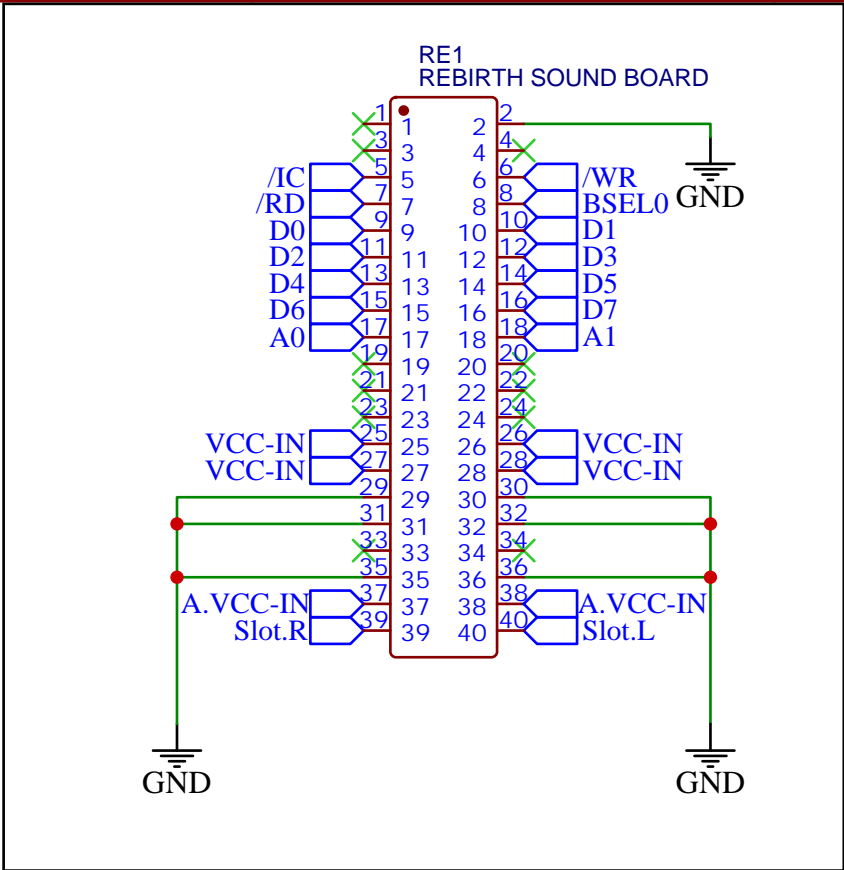 RE1
REBIRTH SOUND BOARD
1 1 2 2
3 3 4 4
/IC 5 5 6 6 /WR
/RD 7 7 8 8 BSEL0
GND
D0 9 9 10 10 D1
D2 11 11 12 12 D3
D4 13 13 14 14 D5
D6 15 15 16 16 D7
A0 17 17 18 18 A1
19 19 20 20
21 21 22 22
23 23 24 24
VCC-IN 25 25 26 26 VCC-IN
VCC-IN 27 27 28 28 VCC-IN
29 29 30 30
31 31 32 32
33 33 34 34
35 35 36 36
A.VCC-IN 37 37 38 38 A.VCC-IN
Slot.R 39 39 40 40 Slot.L
GND GND